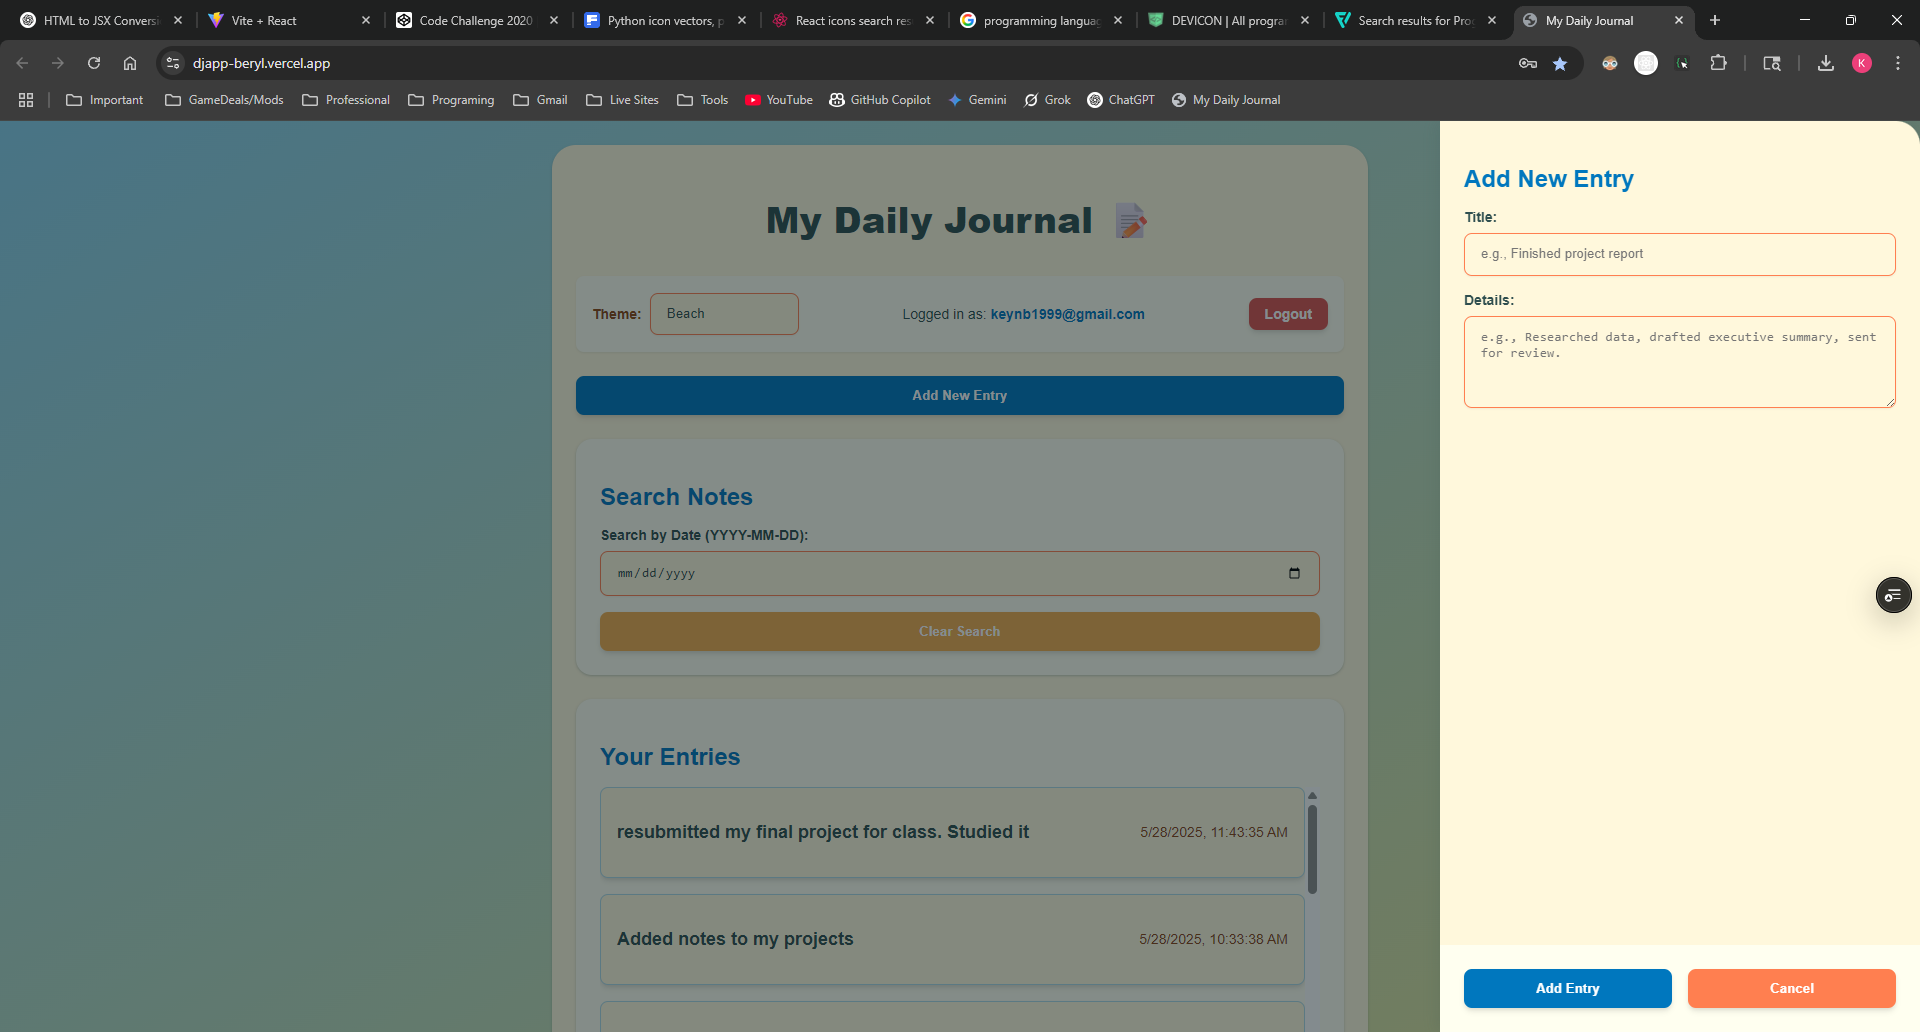 HTML to JSX Conversi
Vite + React
Code Challenge 2020
Python icon vectors, p
React icons search res
programming langua
DEVICON | All progra
Search results for Pro
My Daily Journal
djapp-beryl.vercel.app
K
Important
GameDeals/Mods
Professional
Programing
Gmail
Live Sites
Tools
YouTube
GitHub Copilot
Gemini
Grok
ChatGPT
My Daily Journal
My Daily Journal
Theme:
Beach
Logged in as: keynb1999@gmail.com
Logout
Add New Entry
Search Notes
Search by Date (YYYY-MM-DD):
mm/dd/yyyy
Clear Search
Your Entries
resubmitted my final project for class. Studied it
5/28/2025, 11:43:35 AM
Added notes to my projects
5/28/2025, 10:33:38 AM
Add New Entry
Title:
e.g., Finished project report
Details:
e.g., Researched data, drafted executive summary, sent
for review.
Add Entry
Cancel